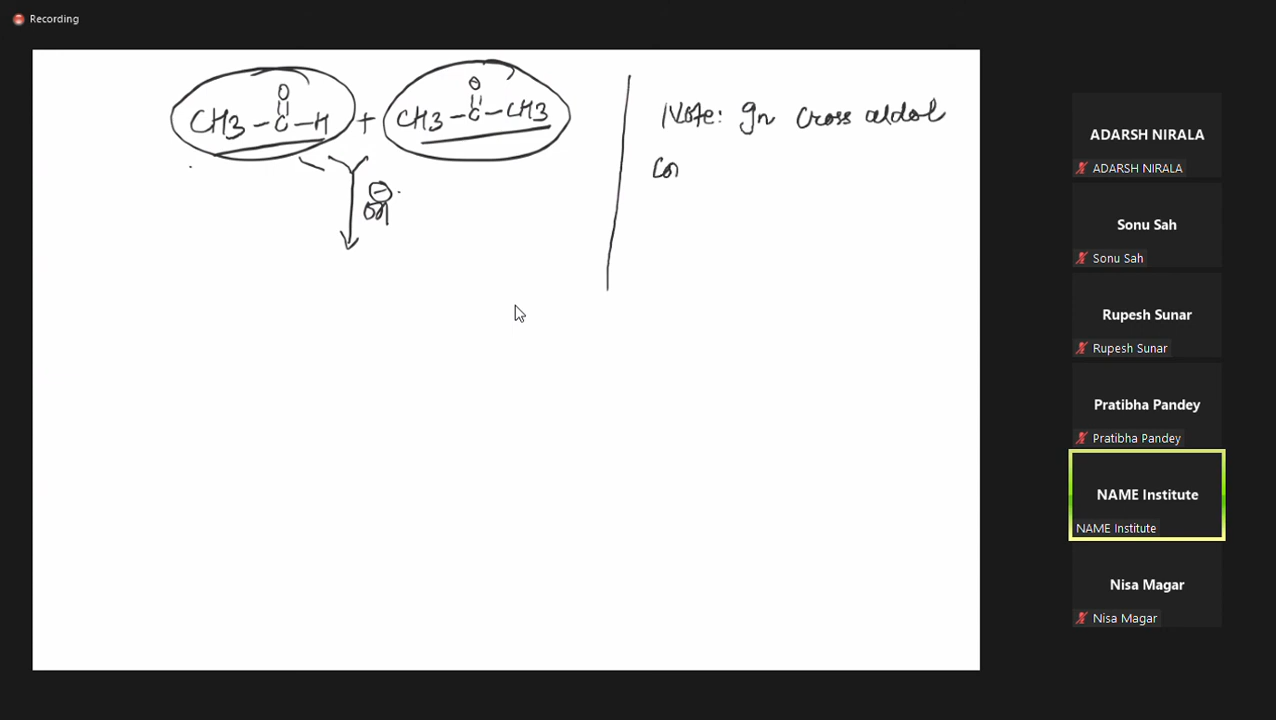 Recording
O
||
CH3 - C - H + CH3 - C - CH3
O
||
⊖
OH
Note: In cross aldol
Con
ADARSH NIRALA
ADARSH NIRALA
Sonu Sah
Sonu Sah
Rupesh Sunar
Rupesh Sunar
Pratibha Pandey
Pratibha Pandey
NAME Institute
NAME Institute
Nisa Magar
Nisa Magar